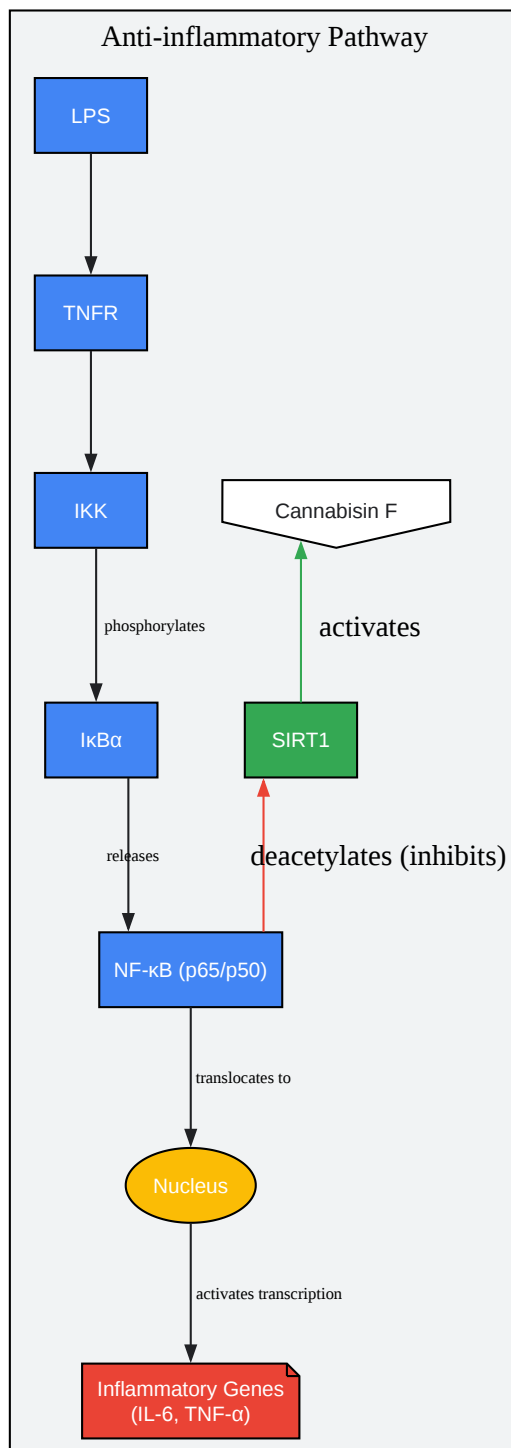 Anti-inflammatory Pathway
LPS
TNFR
IKK
Cannabisin F
phosphorylates
activates
IκBα
SIRT1
releases
deacetylates (inhibits)
NF-κB (p65/p50)
translocates to
Nucleus
activates transcription
Inflammatory Genes
(IL-6, TNF-α)